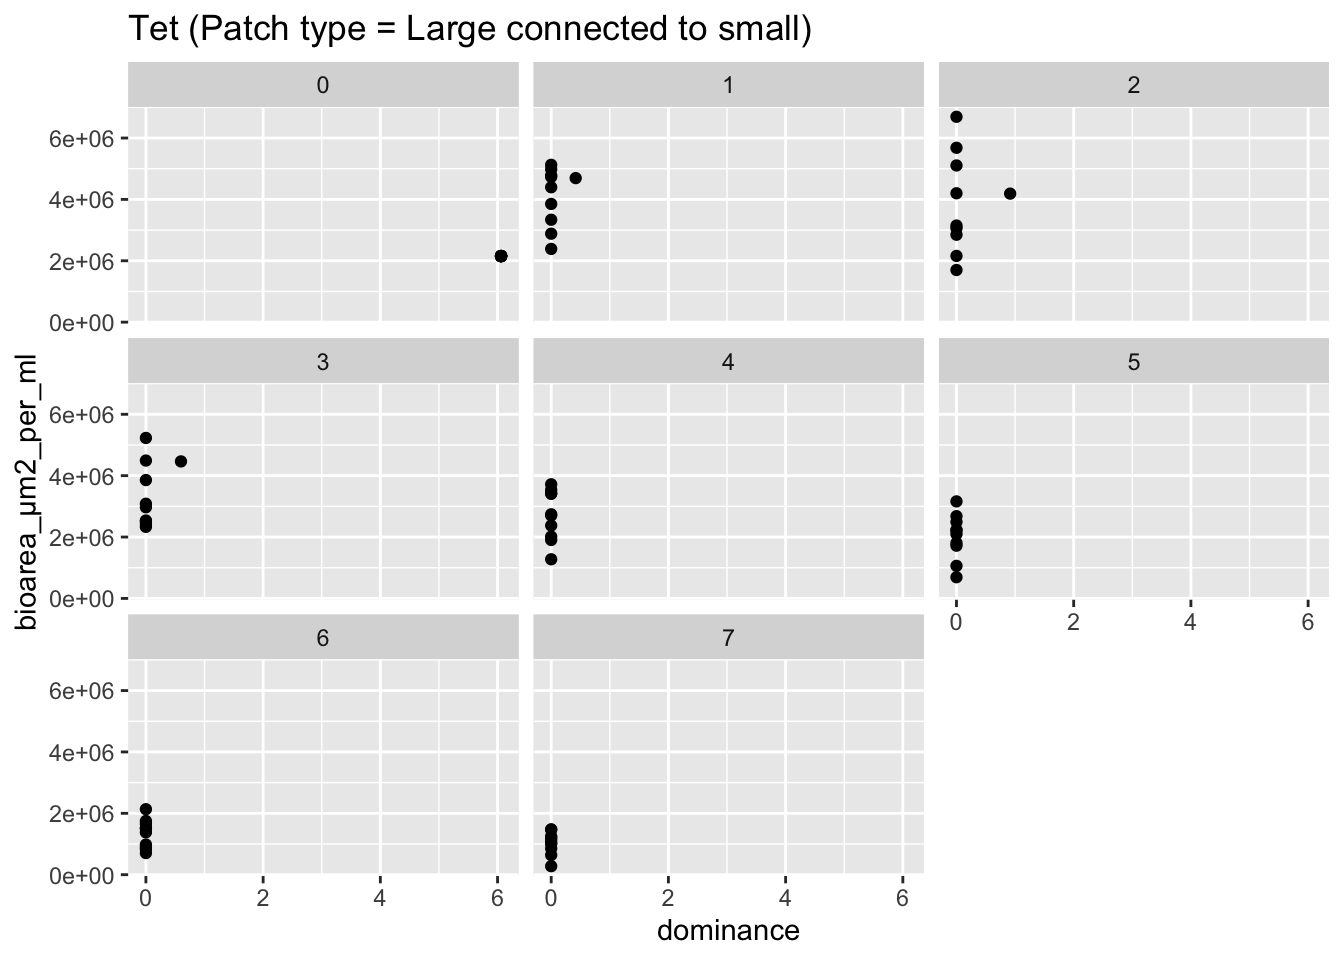 Tet (Patch type = Large connected to small)
0 1 2
6e+06
4e+06
2e+06
0e+00
3 4 5
6e+06
4e+06
2e+06
0e+00
0 2 4 6
6 7
6e+06
4e+06
2e+06
0e+00
0 2 4 6 0 2 4 6
dominance
bioarea_µm2_per_ml